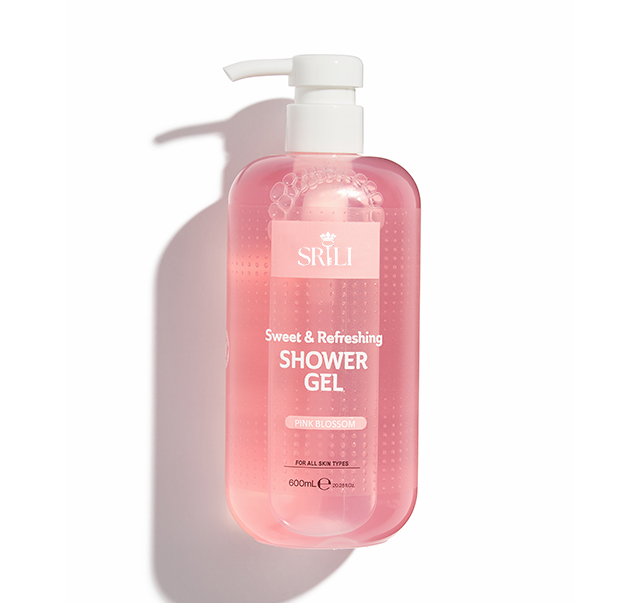 SRILI
Sweet & Refreshing
SHOWER
GEL
PINK BLOSSOM
FOR ALL SKIN TYPES
600mL ℮